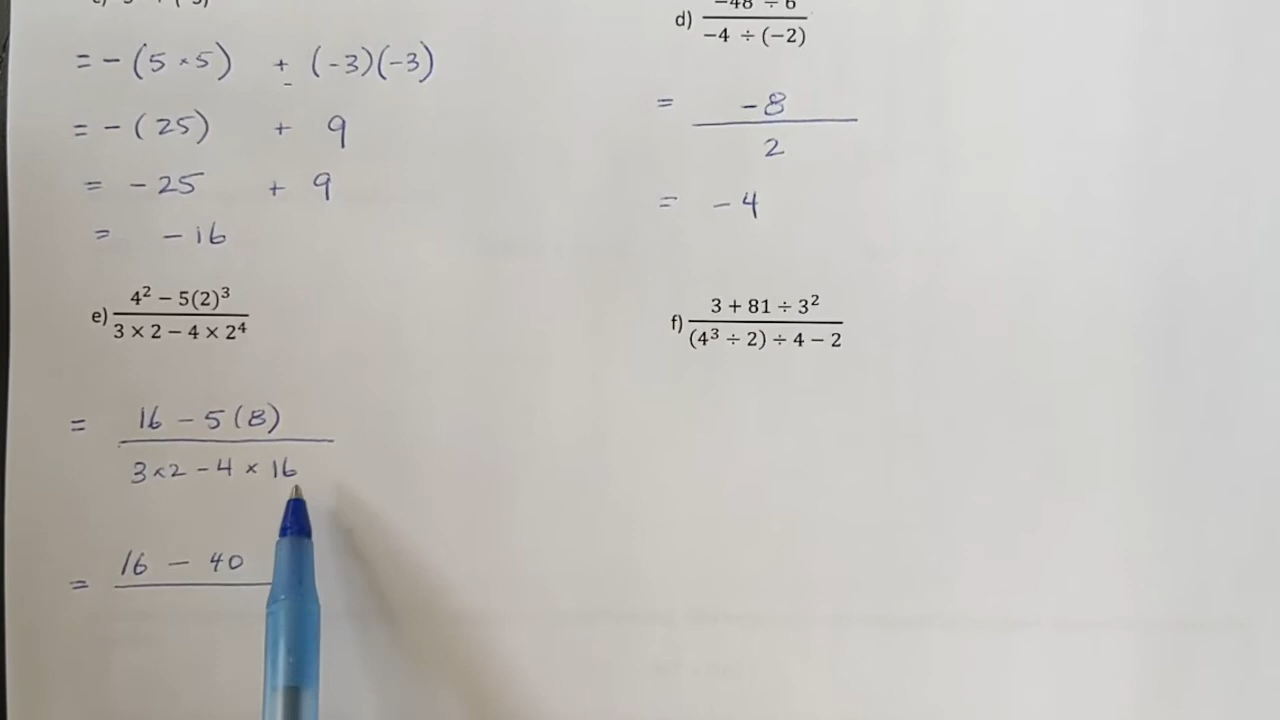 = -(5×5) + (-3)(-3)
= -(25) + 9
= -25 + 9
= -16
d) −48 ÷ 6
−4 ÷ (−2)
= -8
2
= -4
e) 4² − 5(2)³
3 × 2 − 4 × 2⁴
= 16 - 5(8)
3×2 - 4 × 16
= 16 - 40
f) 3 + 81 ÷ 3²
(4³ ÷ 2) ÷ 4 − 2